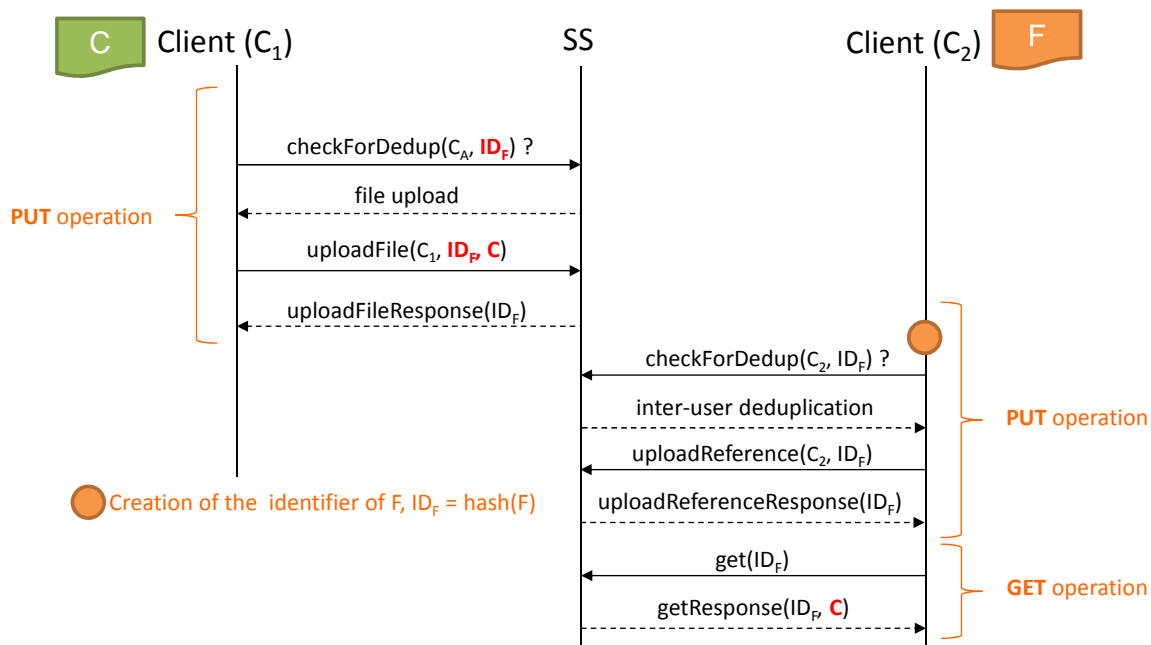 C
Client (C1)
SS
Client (C2)
F
checkForDedup(CA, IDF) ?
file upload
PUT operation
uploadFile(C1, IDF, C)
uploadFileResponse(IDF)
checkForDedup(C2, IDF) ?
inter-user deduplication
PUT operation
uploadReference(C2, IDF)
Creation of the identifier of F, IDF = hash(F)
uploadReferenceResponse(IDF)
get(IDF)
GET operation
getResponse(IDF, C)